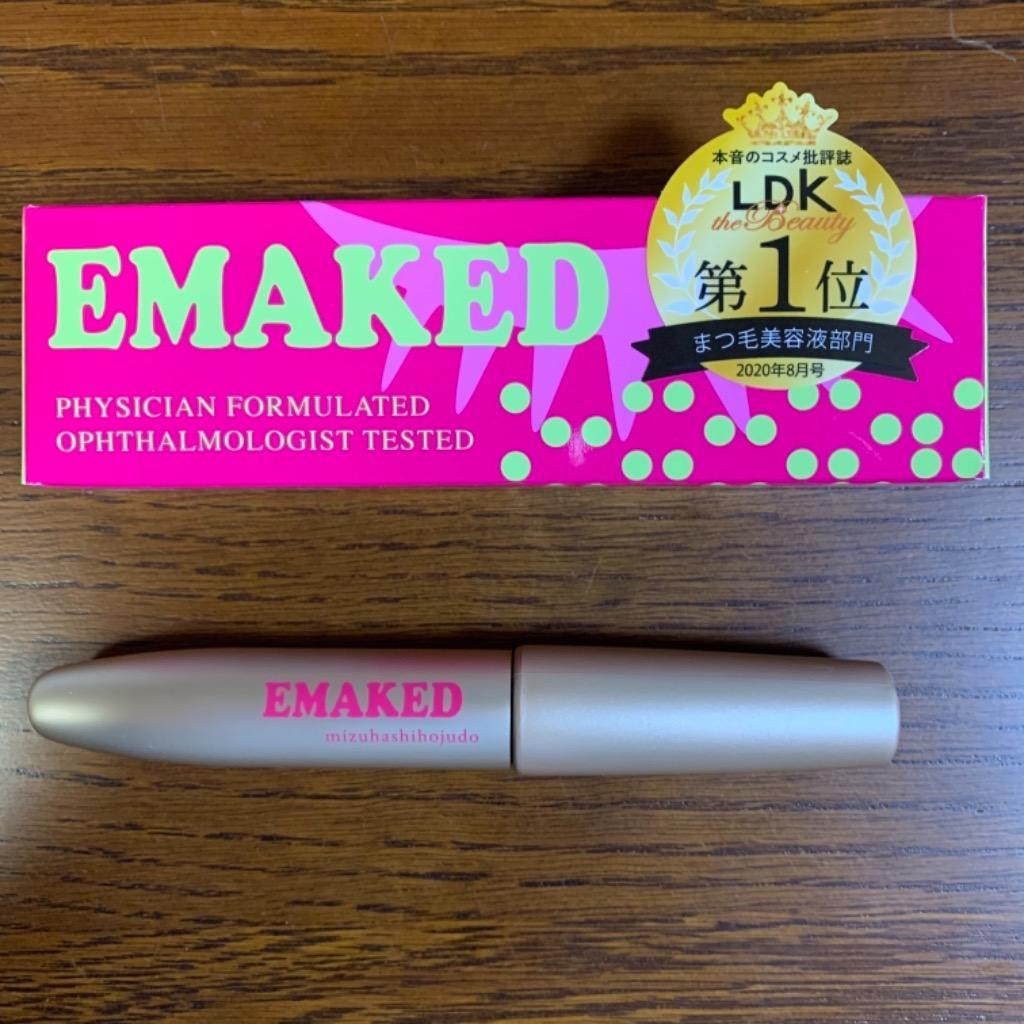 本音のコスメ批評誌
LDK
the Beauty
第1位
まつ毛美容液部門
2020年8月号
EMAKED
PHYSICIAN FORMULATED
OPHTHALMOLOGIST TESTED
EMAKED
mizuhashihojudo